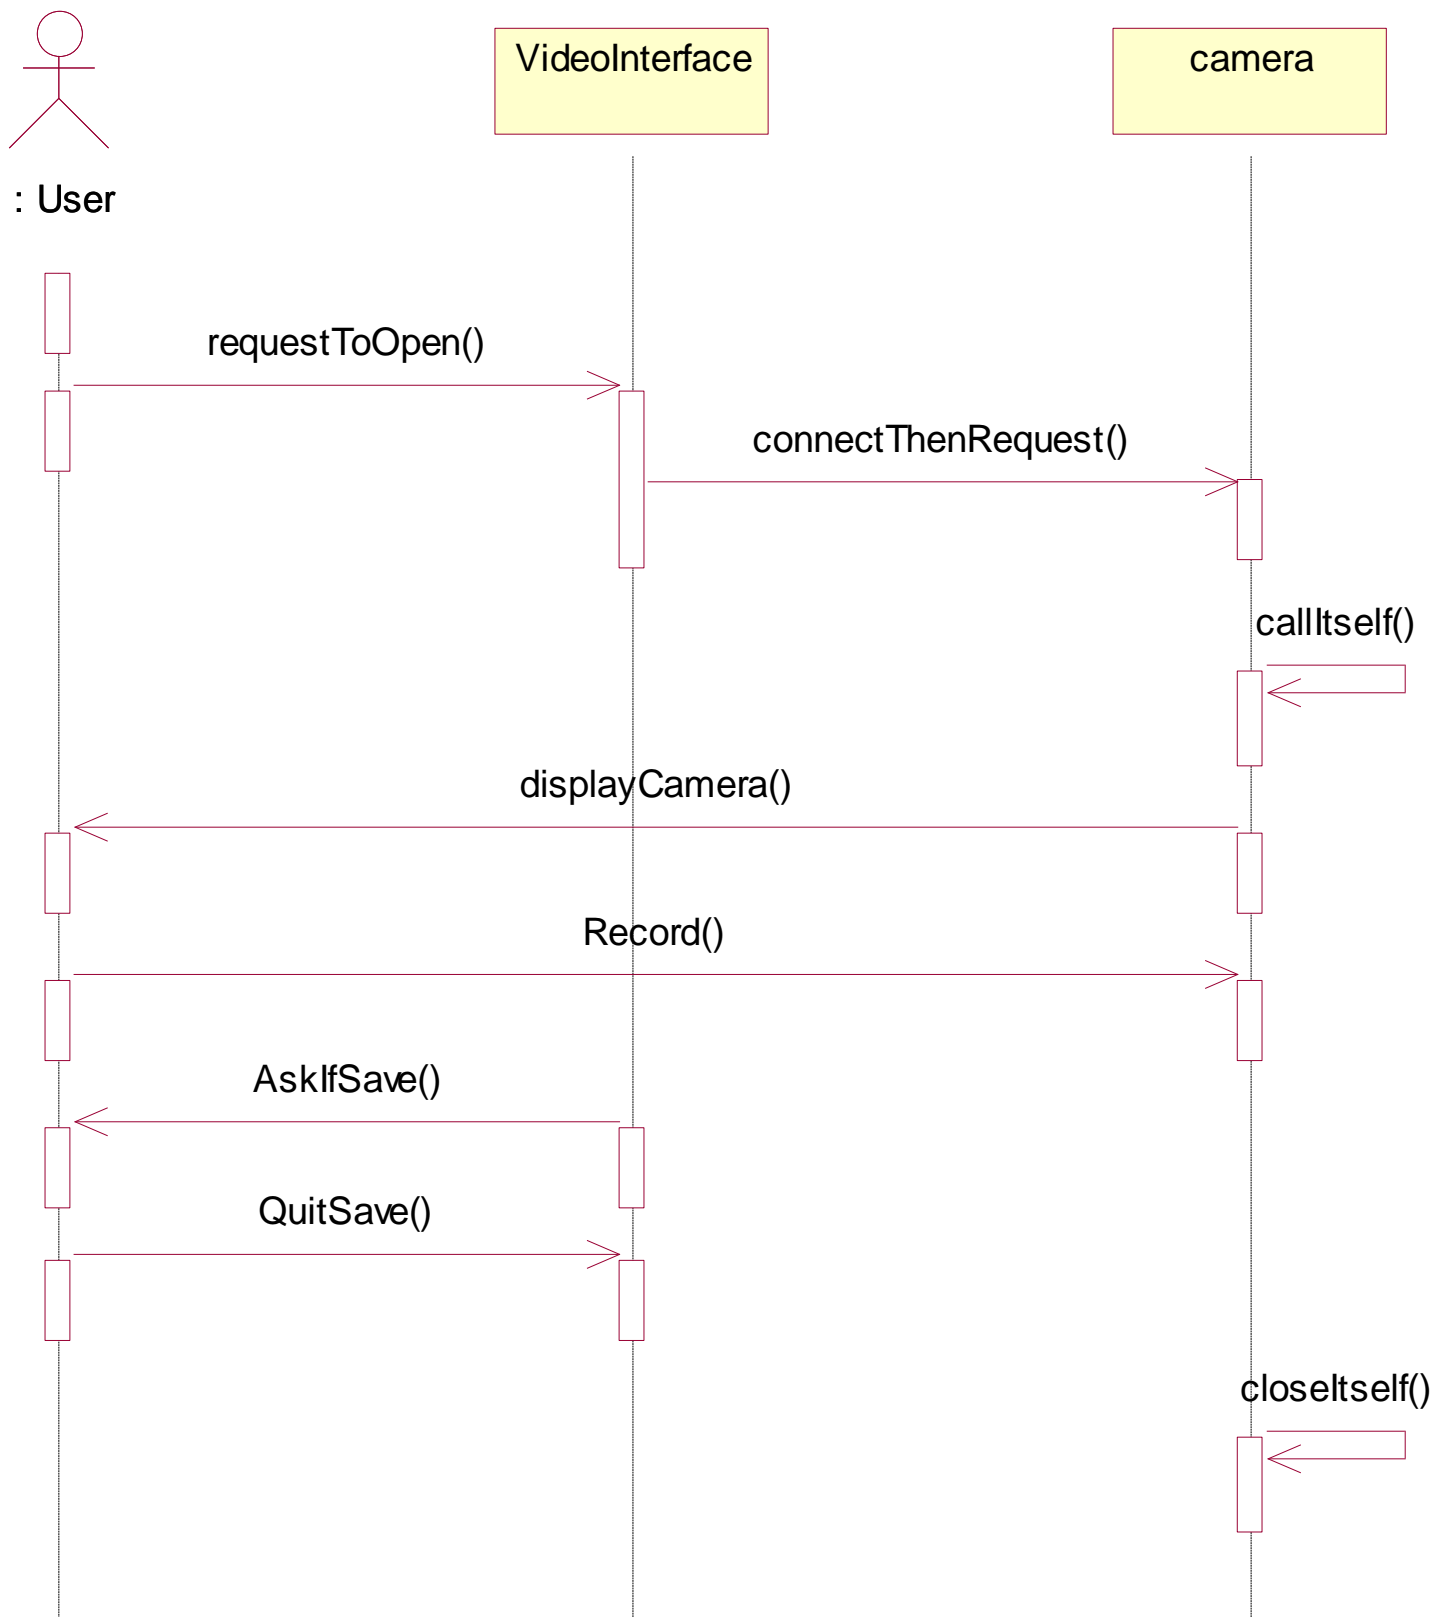 VideoInterface
camera
: User
requestToOpen()
connectThenRequest()
callItself()
displayCamera()
Record()
AskIfSave()
QuitSave()
closeItself()